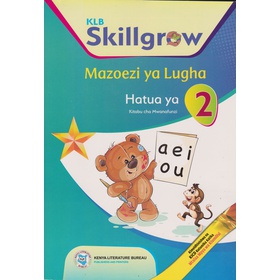 KLB
Skillgrow
Mazoezi ya Lugha
Hatua ya 2
Kitabu cha Mwanafunzi
a e i
o u
KENYA LITERATURE BUREAU